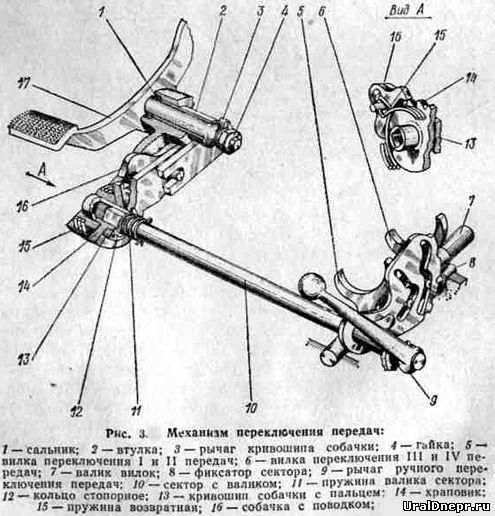 1
2
3
4
5
6
Вид А
16
15
14
13
17
А
16
15
14
13
12
11
10
7
8
9
Рис. 3. Механизм переключения передач:
1 — сальник; 2 — втулка; 3 — рычаг кривошипа собачки; 4 — гайка; 5 —
вилка переключения I и II передач; 6 — вилка переключения III и IV пе-
редач; 7 — валик вилок; 8 — фиксатор сектора; 9 — рычаг ручного пере-
ключения передач; 10 — сектор с валиком; 11 — пружина валика сектора;
12 — кольцо стопорное; 13 — кривошип собачки с пальцем; 14 — храповик;
15 — пружина возвратная; 16 — собачка с поводком;
UralDnepr.ru